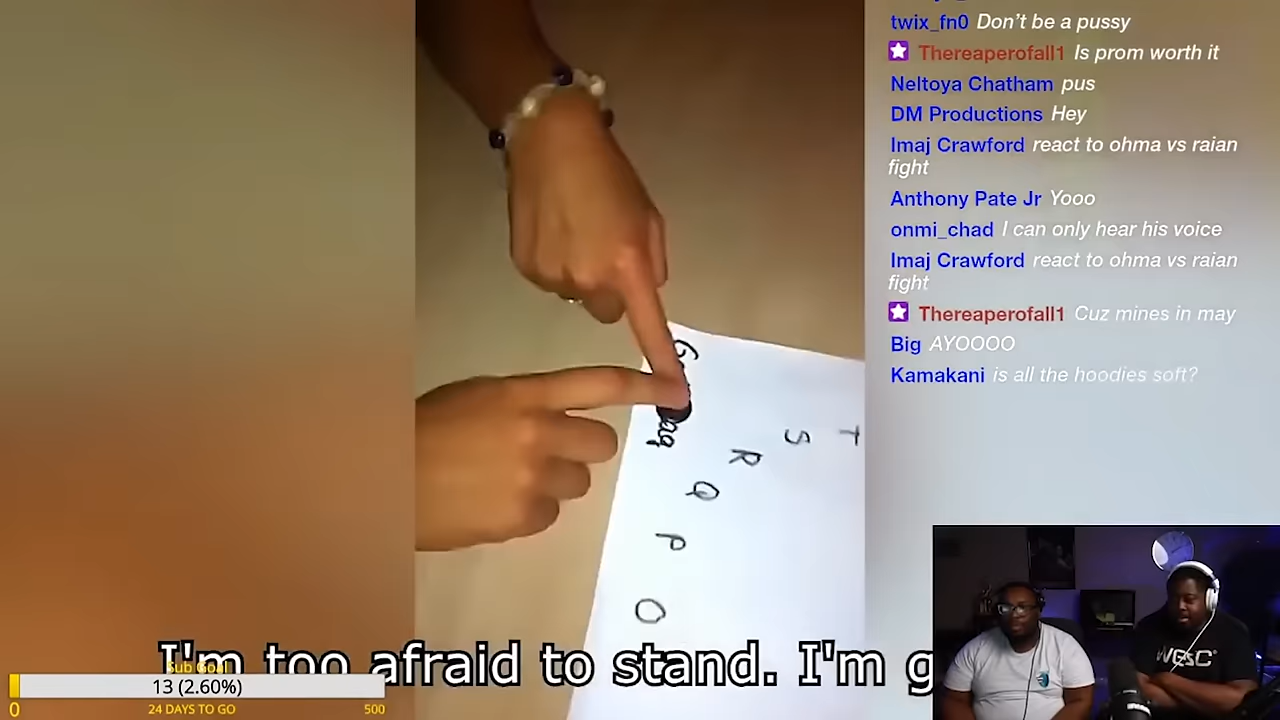 twix_fn0 Don't be a pussy
Thereaperofall1 Is prom worth it
Neltoya Chatham pus
DM Productions Hey
Imaj Crawford react to ohma vs raian
fight
Anthony Pate Jr Yooo
onmi_chad I can only hear his voice
Imaj Crawford react to ohma vs raian
fight
Thereaperofall1 Cuz mines in may
Big AYOOOO
Kamakani is all the hoodies soft?
T
S
R
Q
P
O
I'm too afraid to stand. I'm g
Sub Goal
13 (2.60%)
0
24 DAYS TO GO
500